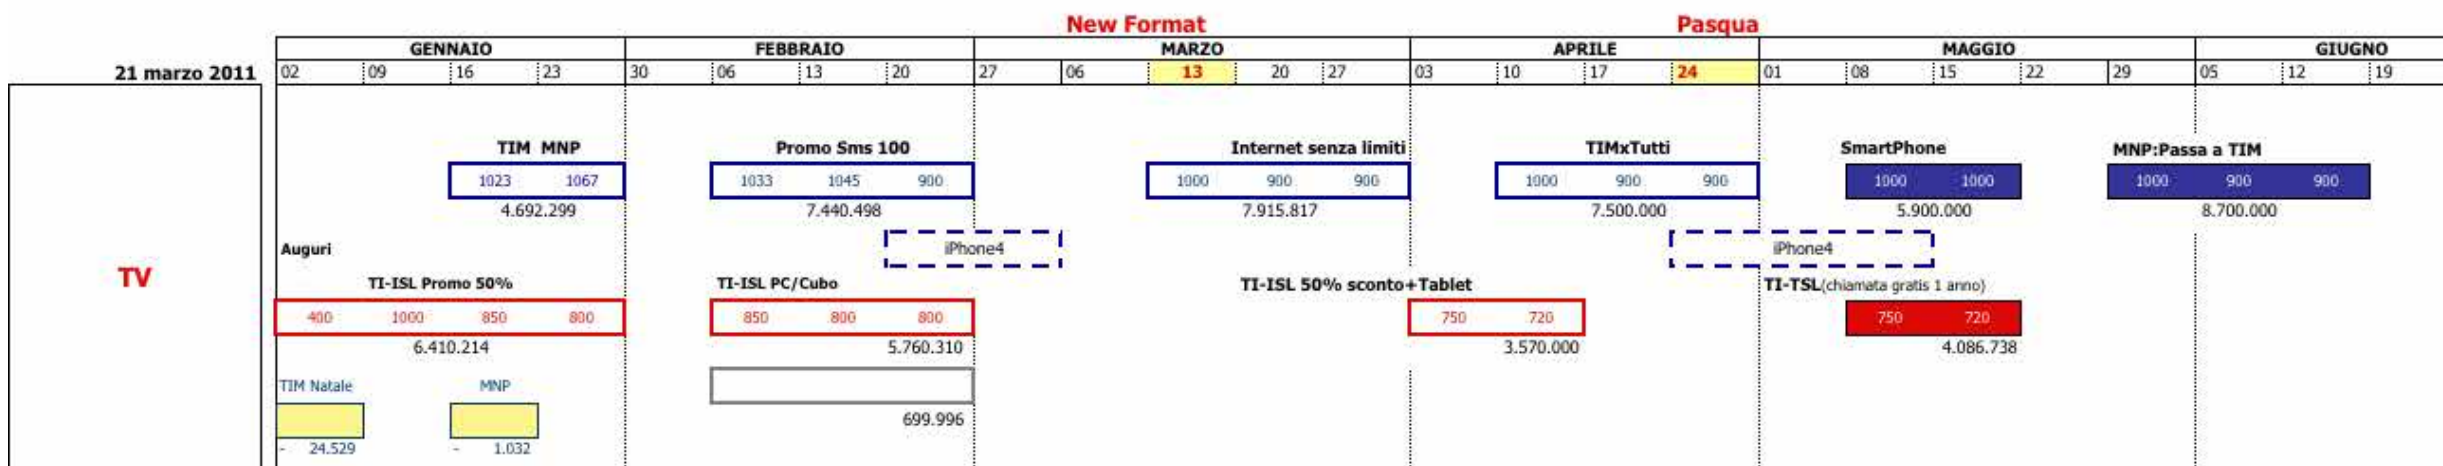 New Format Pasqua
GENNAIO FEBBRAIO MARZO APRILE MAGGIO GIUGNO
21 marzo 2011 02 09 16 23 30 06 13 20 27 06 13 20 27 03 10 17 24 01 08 15 22 29 05 12 19
TIM MNP Promo Sms 100 Internet senza limiti TIMxTutti SmartPhone MNP:Passa a TIM
1023 1067 1033 1045 900 1000 900 900 1000 900 900 1000 1000 1000 900 900
4.692.299 7.440.498 7.915.817 7.500.000 5.900.000 8.700.000
Auguri iPhone4 iPhone4
TV
TI-ISL Promo 50% TI-ISL PC/Cubo TI-ISL 50% sconto+Tablet TI-TSL(chiamata gratis 1 anno)
400 1000 850 800 850 800 800 750 720 750 720
6.410.214 5.760.310 3.570.000 4.086.738
TIM Natale MNP
699.996
- 24.529 - 1.032